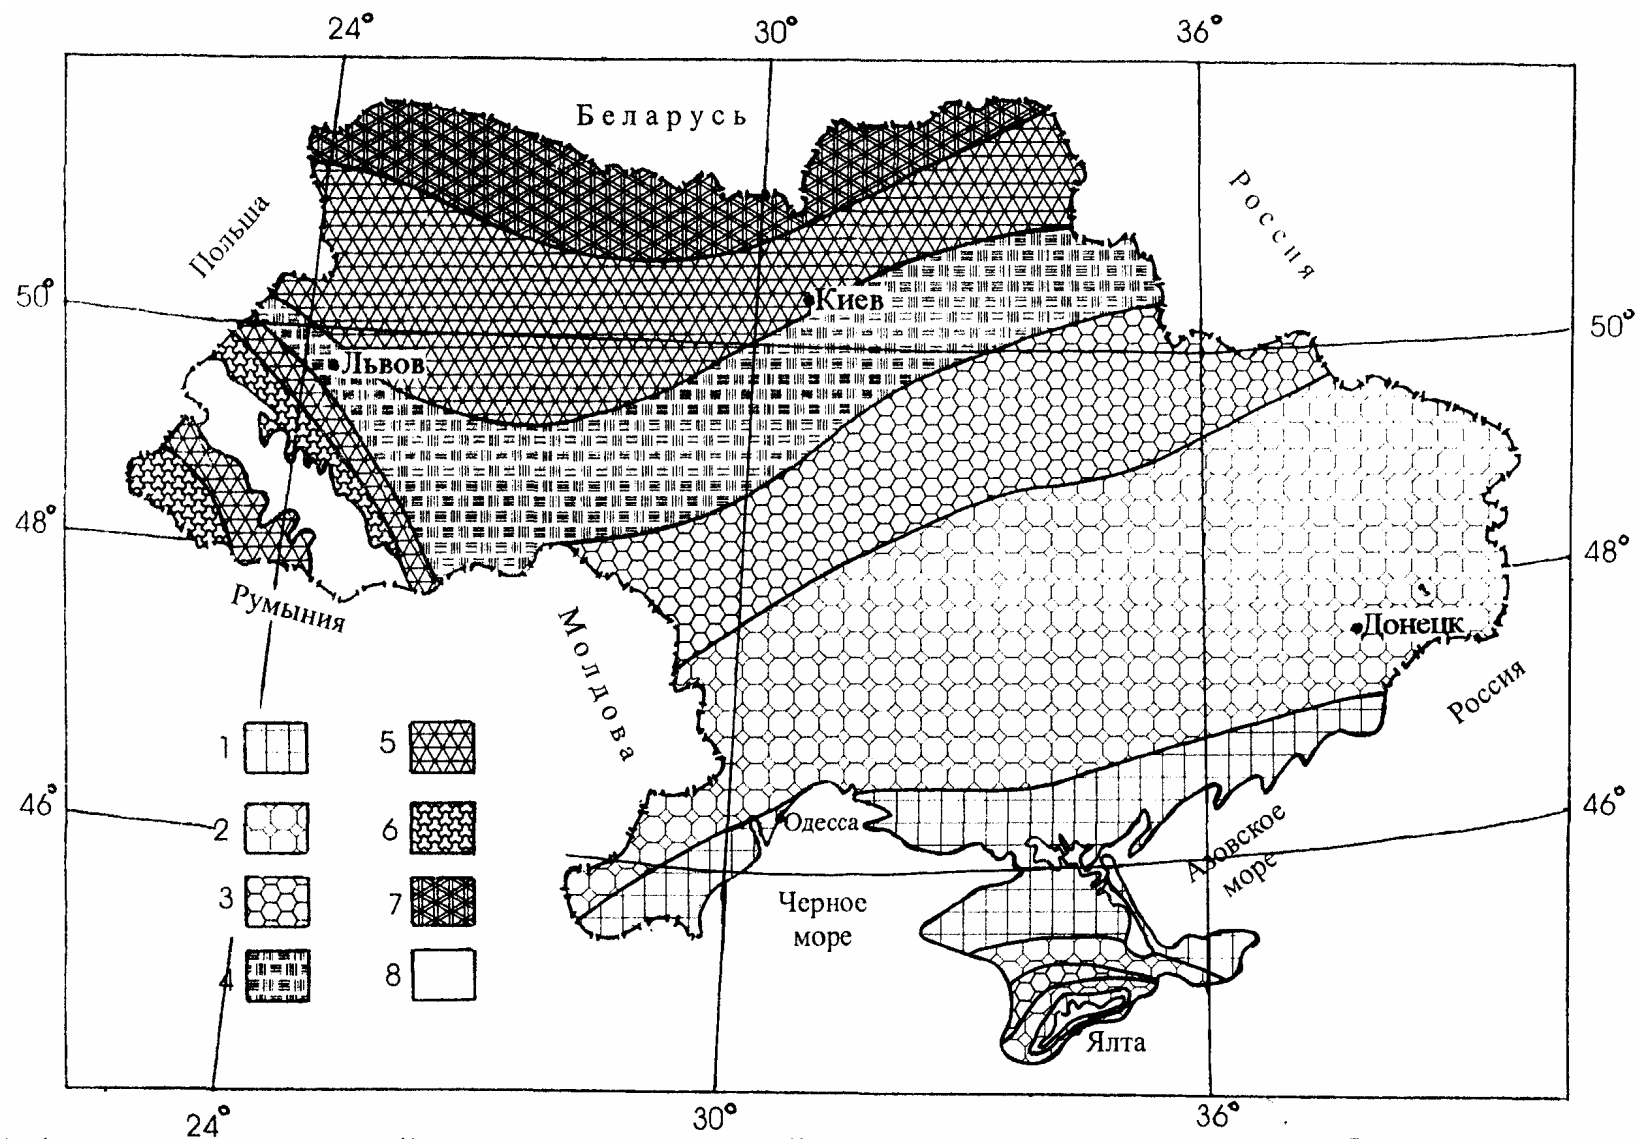 24° 30° 36°
Беларусь
Польша
Россия
50°
Киев
50°
Львов
48°
48°
Румыния
Молдова
Донецк
Россия
1 5
46°
2 6
46°
Одесса
Азовское
море
3 7
Черное
море
4 8
Ялта
24° 30° 36°